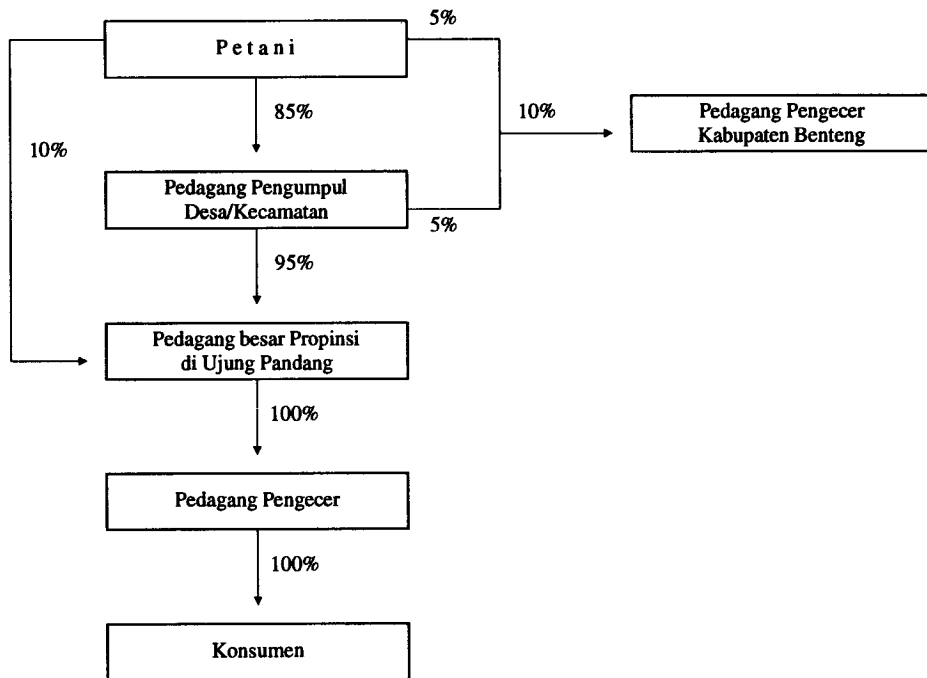 5%
P e t a n i
85%
10%
Pedagang Pengecer
Kabupaten Benteng
10%
Pedagang Pengumpul
Desa/Kecamatan
5%
95%
Pedagang besar Propinsi
di Ujung Pandang
100%
Pedagang Pengecer
100%
Konsumen